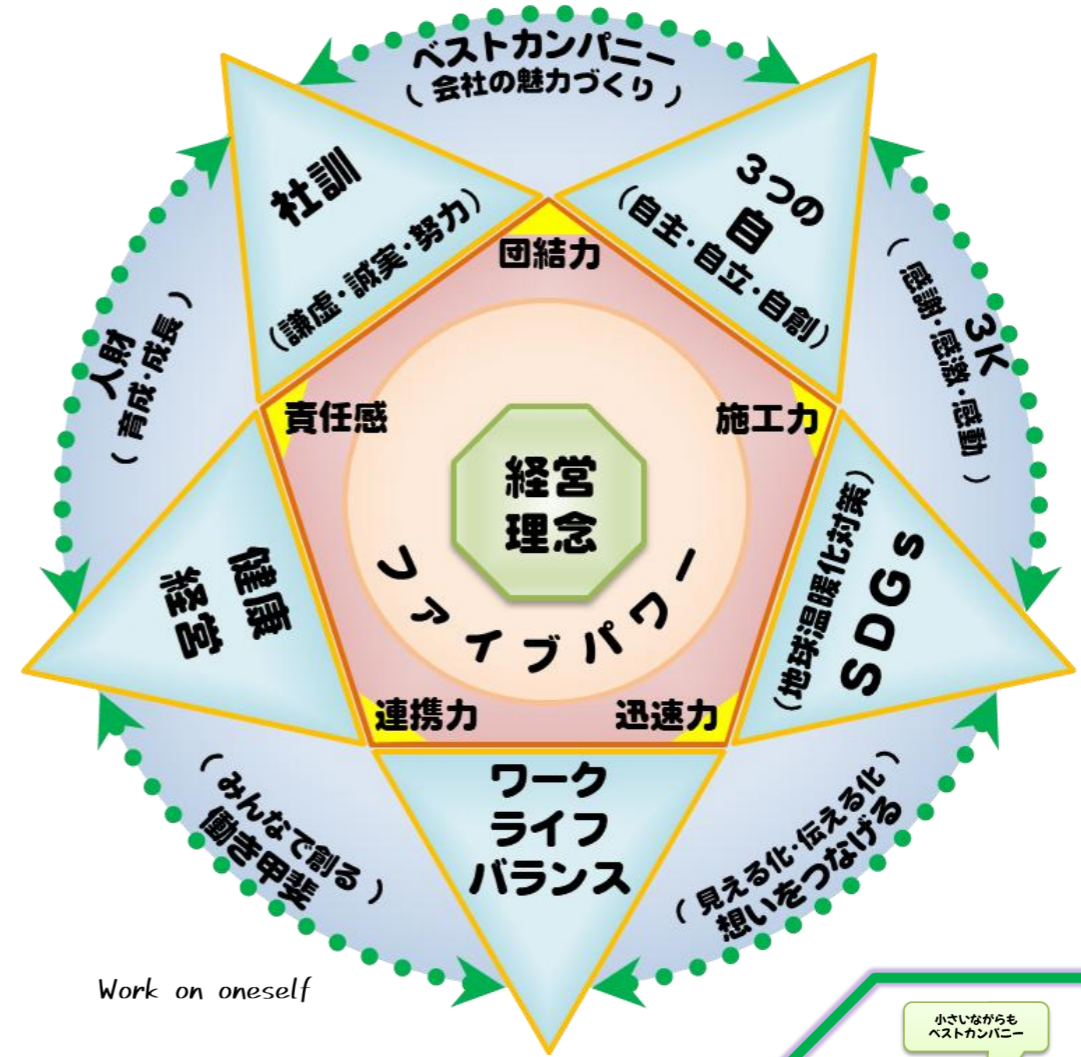 ベストカンパニー
( 会社の魅力づくり )
社訓
(謙虚・誠実・努力)
3つの
自
(自主・自立・自創)
団結力
人財
( 育成・成長 )
3K
( 感謝・感激・感動 )
責任感
施工力
経営
理念
ファイブパワー
健康
経営
(地球温暖化対策)
SDGs
連携力
迅速力
ワーク
ライフ
バランス
( みんなで創る )
働き甲斐
( 見える化・伝える化 )
想いをつなげる
Work on oneself
小さいながらも
ベストカンパニー